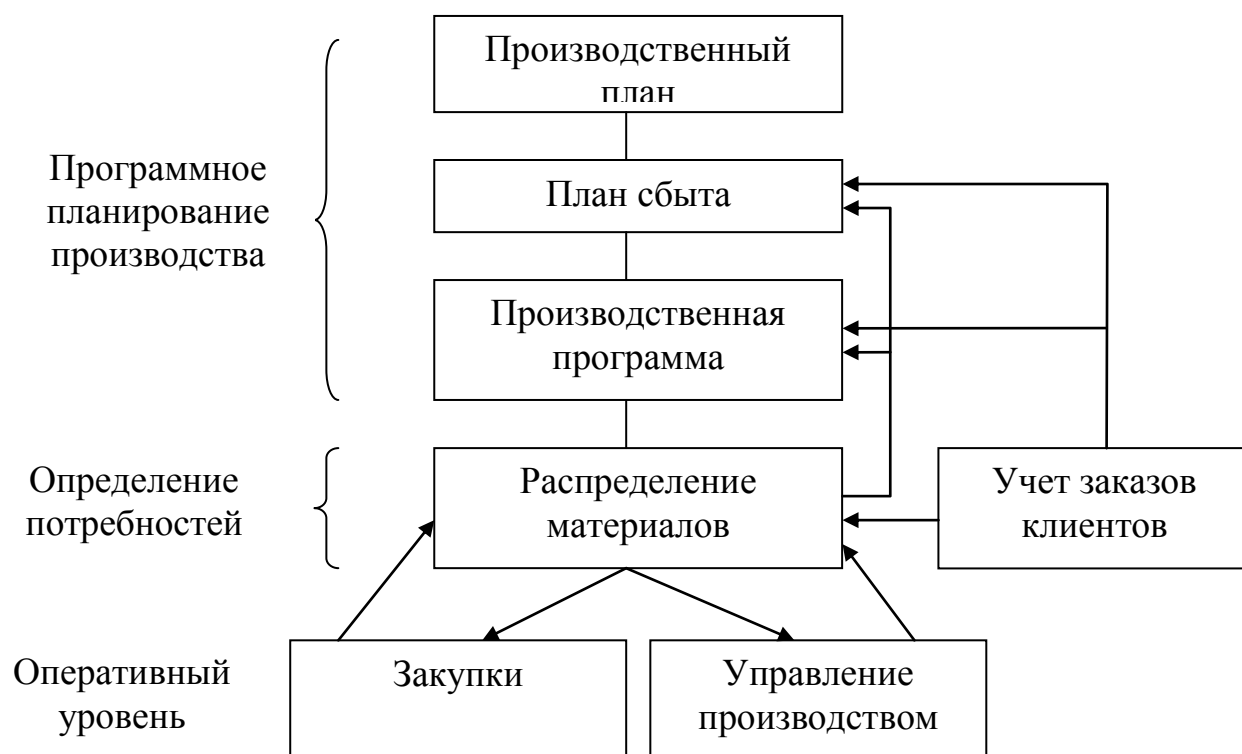 Производственный
план
Программное
планирование
производства
План сбыта
Производственная
программа
Определение
потребностей
Распределение
материалов
Учет заказов
клиентов
Оперативный
уровень
Закупки
Управление
производством